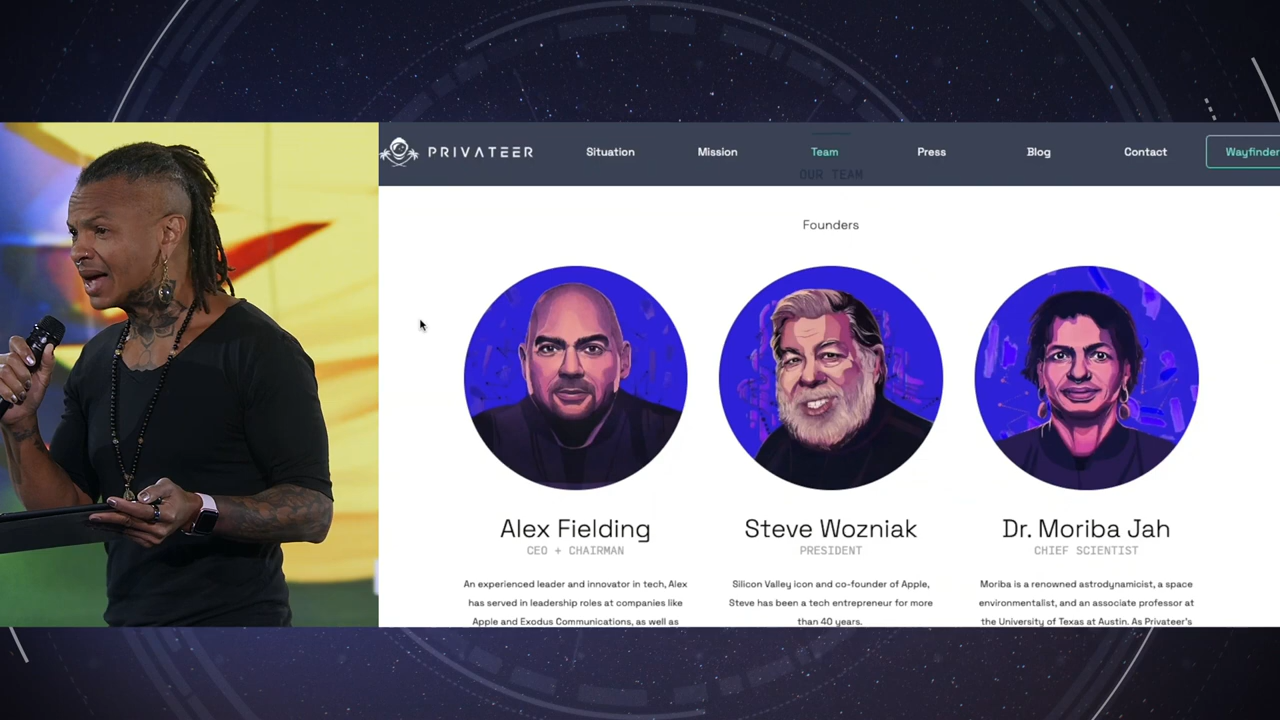 PRIVATEER
Situation
Mission
Team
Press
Blog
Contact
Wayfinder
OUR TEAM
Founders
Alex Fielding
CEO + CHAIRMAN
An experienced leader and innovator in tech, Alex
has served in leadership roles at companies like
Apple and Exodus Communications, as well as
Steve Wozniak
PRESIDENT
Silicon Valley icon and co-founder of Apple,
Steve has been a tech entrepreneur for more
than 40 years.
Dr. Moriba Jah
CHIEF SCIENTIST
Moriba is a renowned astrodynamicist, a space
environmentalist, and an associate professor at
the University of Texas at Austin. As Privateer's